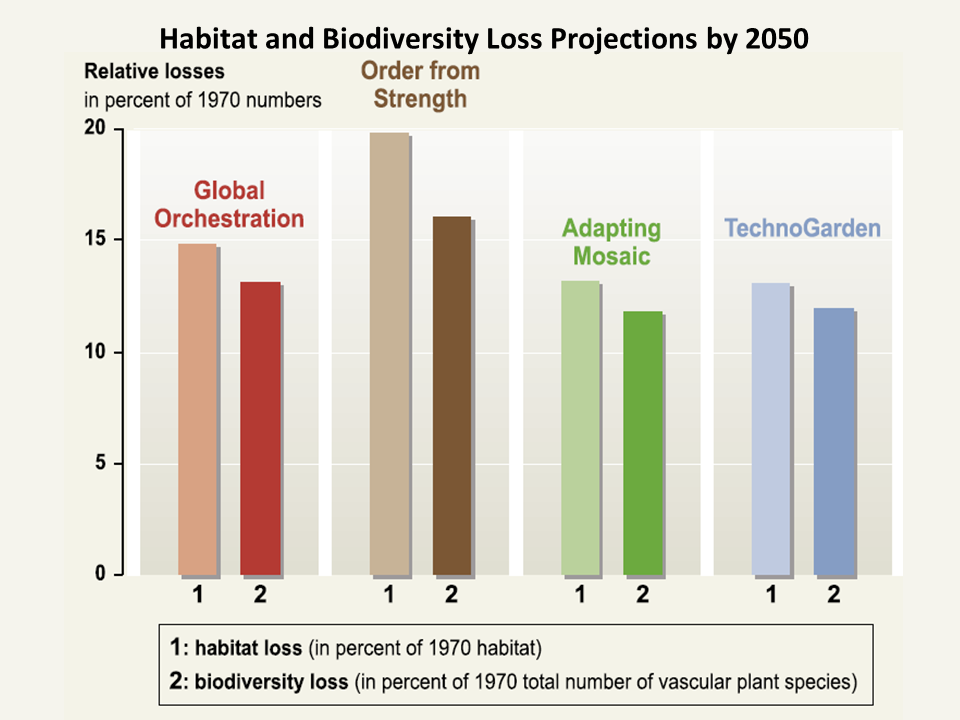 Habitat and Biodiversity Loss Projections by 2050
Relative losses
in percent of 1970 numbers
Order from
Strength
20
Global
Orchestration
Adapting
Mosaic
TechnoGarden
15
10
5
0
1 2 1 2 1 2 1 2
1: habitat loss (in percent of 1970 habitat)
2: biodiversity loss (in percent of 1970 total number of vascular plant species)